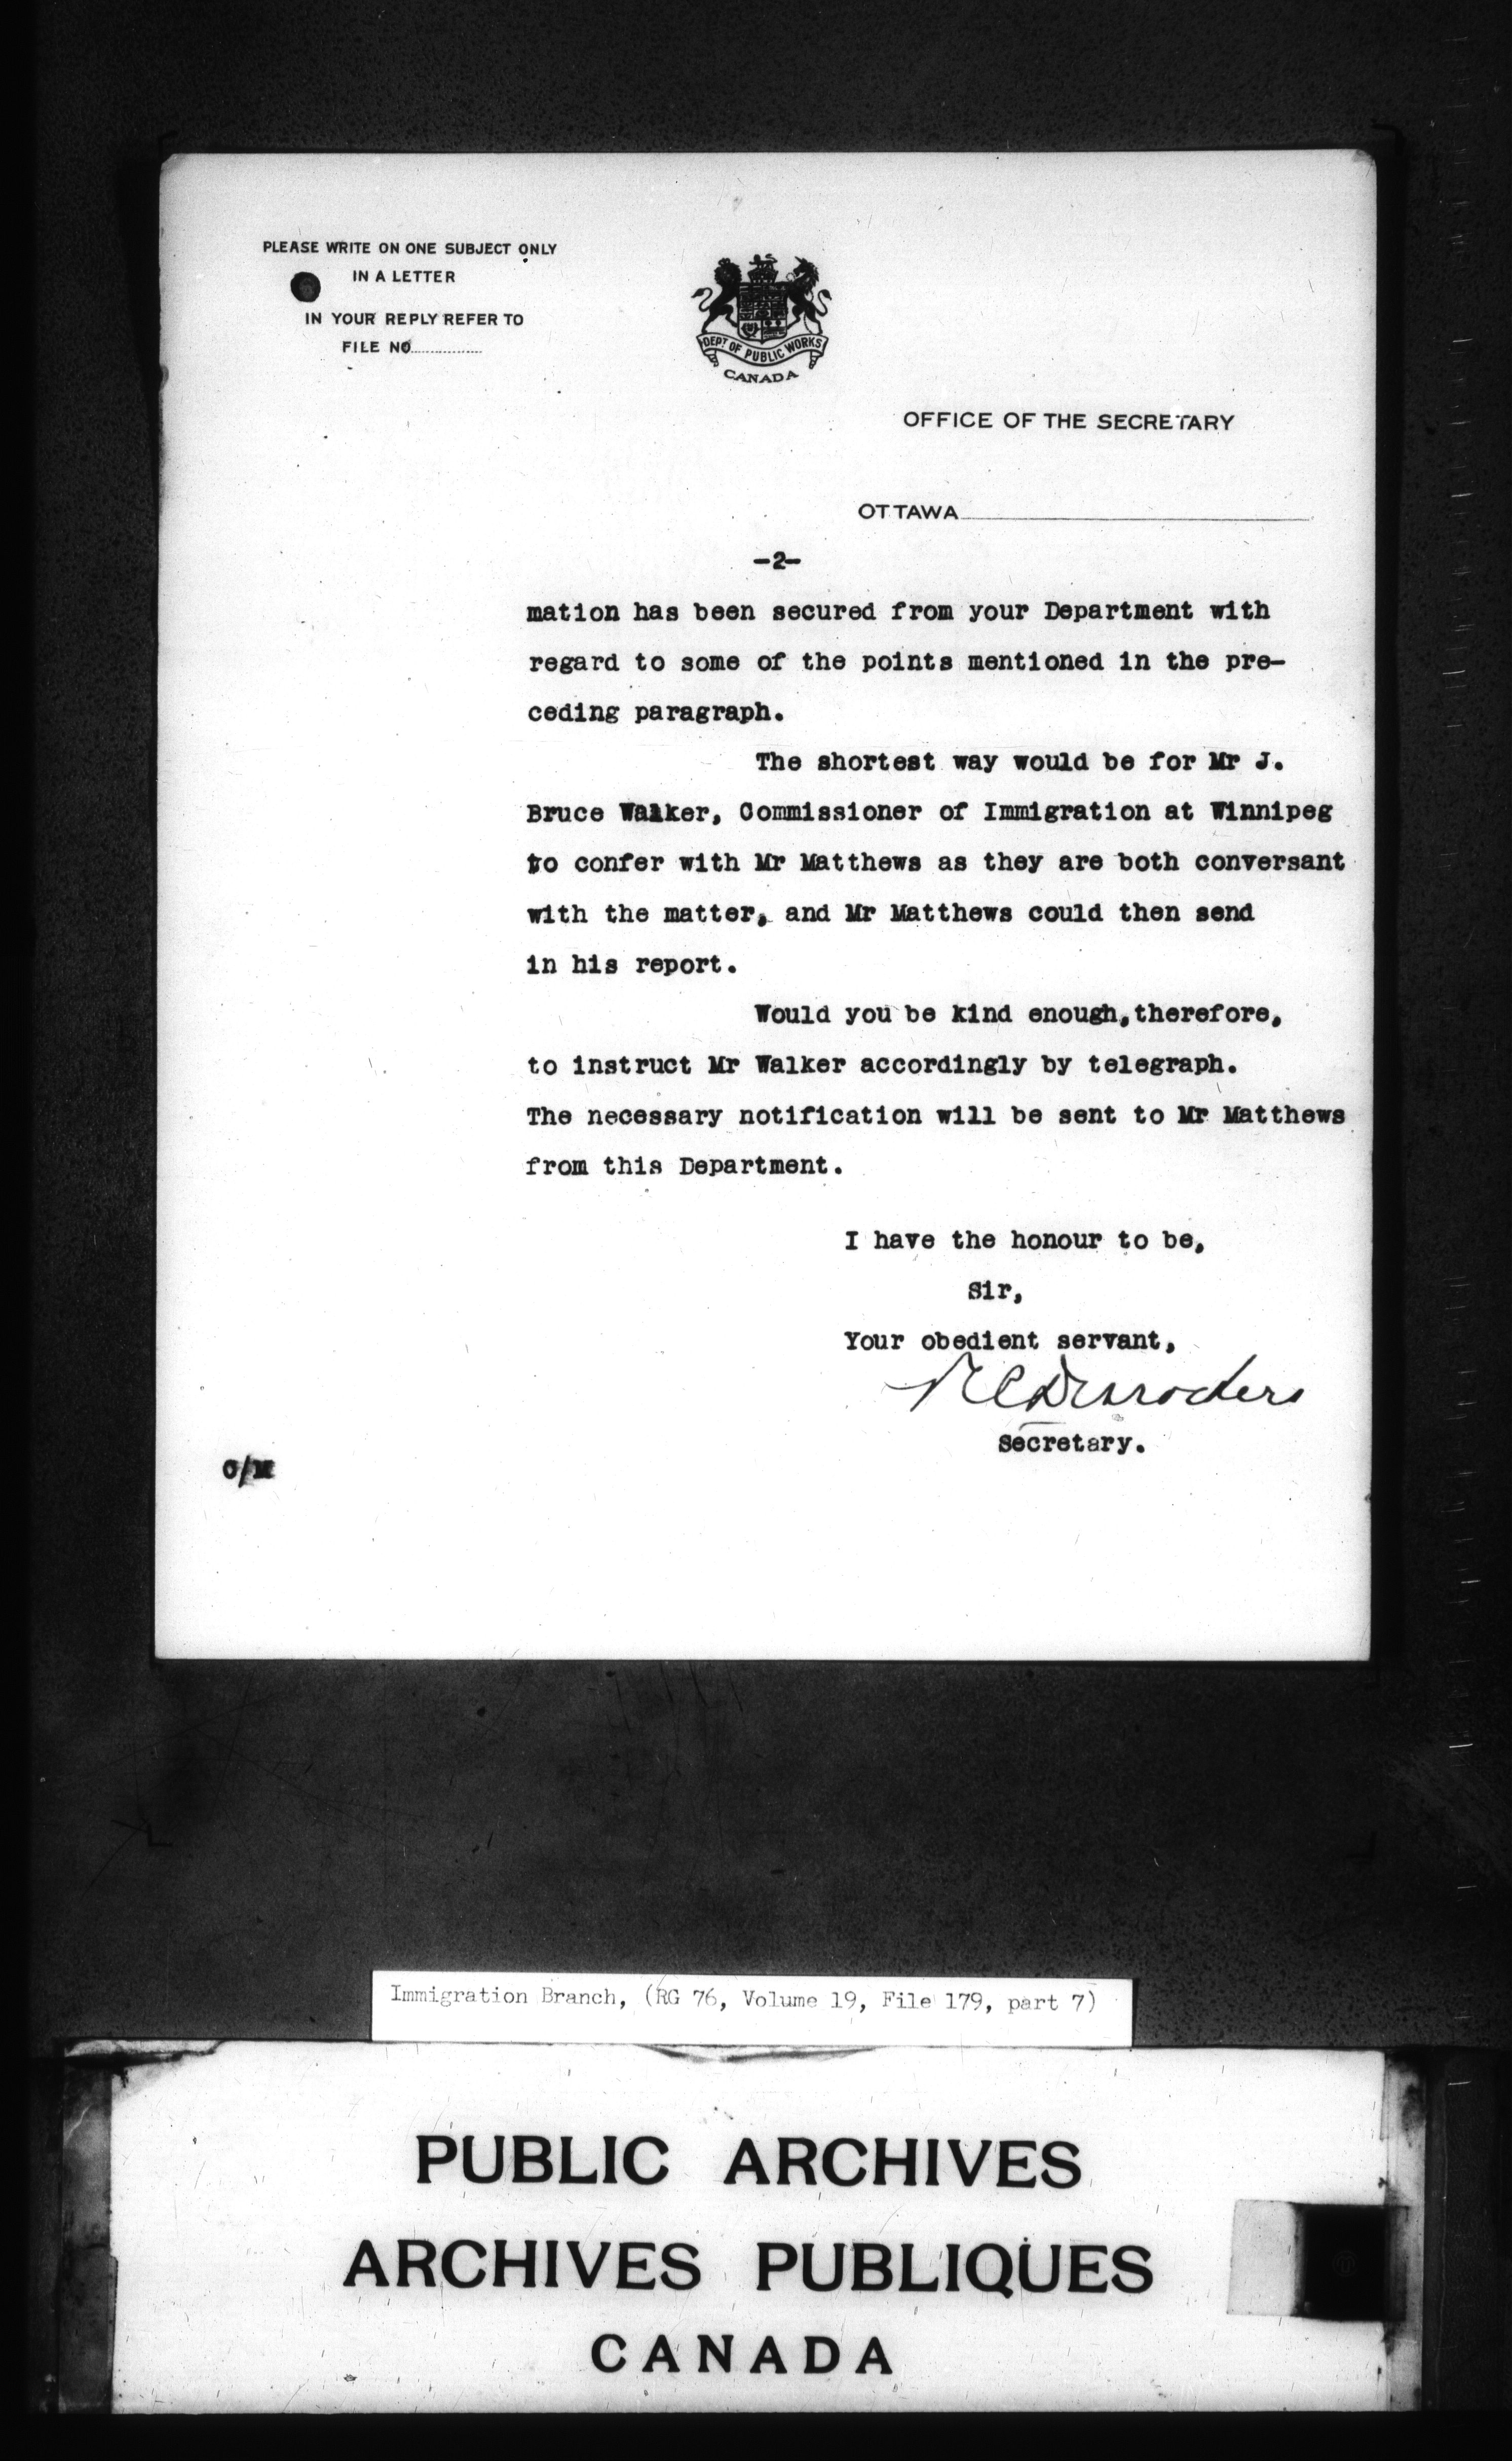 PLEASE WRITE ON ONE SUBJECT ONLY
IN A LETTER
IN YOUR REPLY REFER TO
FILE NO
DEPT OF PUBLIC WORKS
CANADA
OFFICE OF THE SECRETARY
OTTAWA
-2-
mation has been secured from your Department with
regard to some of the points mentioned in the pre-
ceding paragraph.
The shortest way would be for Mr J.
Bruce Walker, Commissioner of Immigration at Winnipeg
to confer with Mr Matthews as they are both conversant
with the matter, and Mr Matthews could then send
in his report.
Would you be kind enough, therefore,
to instruct Mr Walker accordingly by telegraph.
The necessary notification will be sent to Mr Matthews
from this Department.
I have the honour to be,
Sir,
Your obedient servant,
Secretary.
O/M
Immigration Branch, (RG 76, Volume 19, File 179, part 7)
PUBLIC ARCHIVES
ARCHIVES PUBLIQUES
CANADA